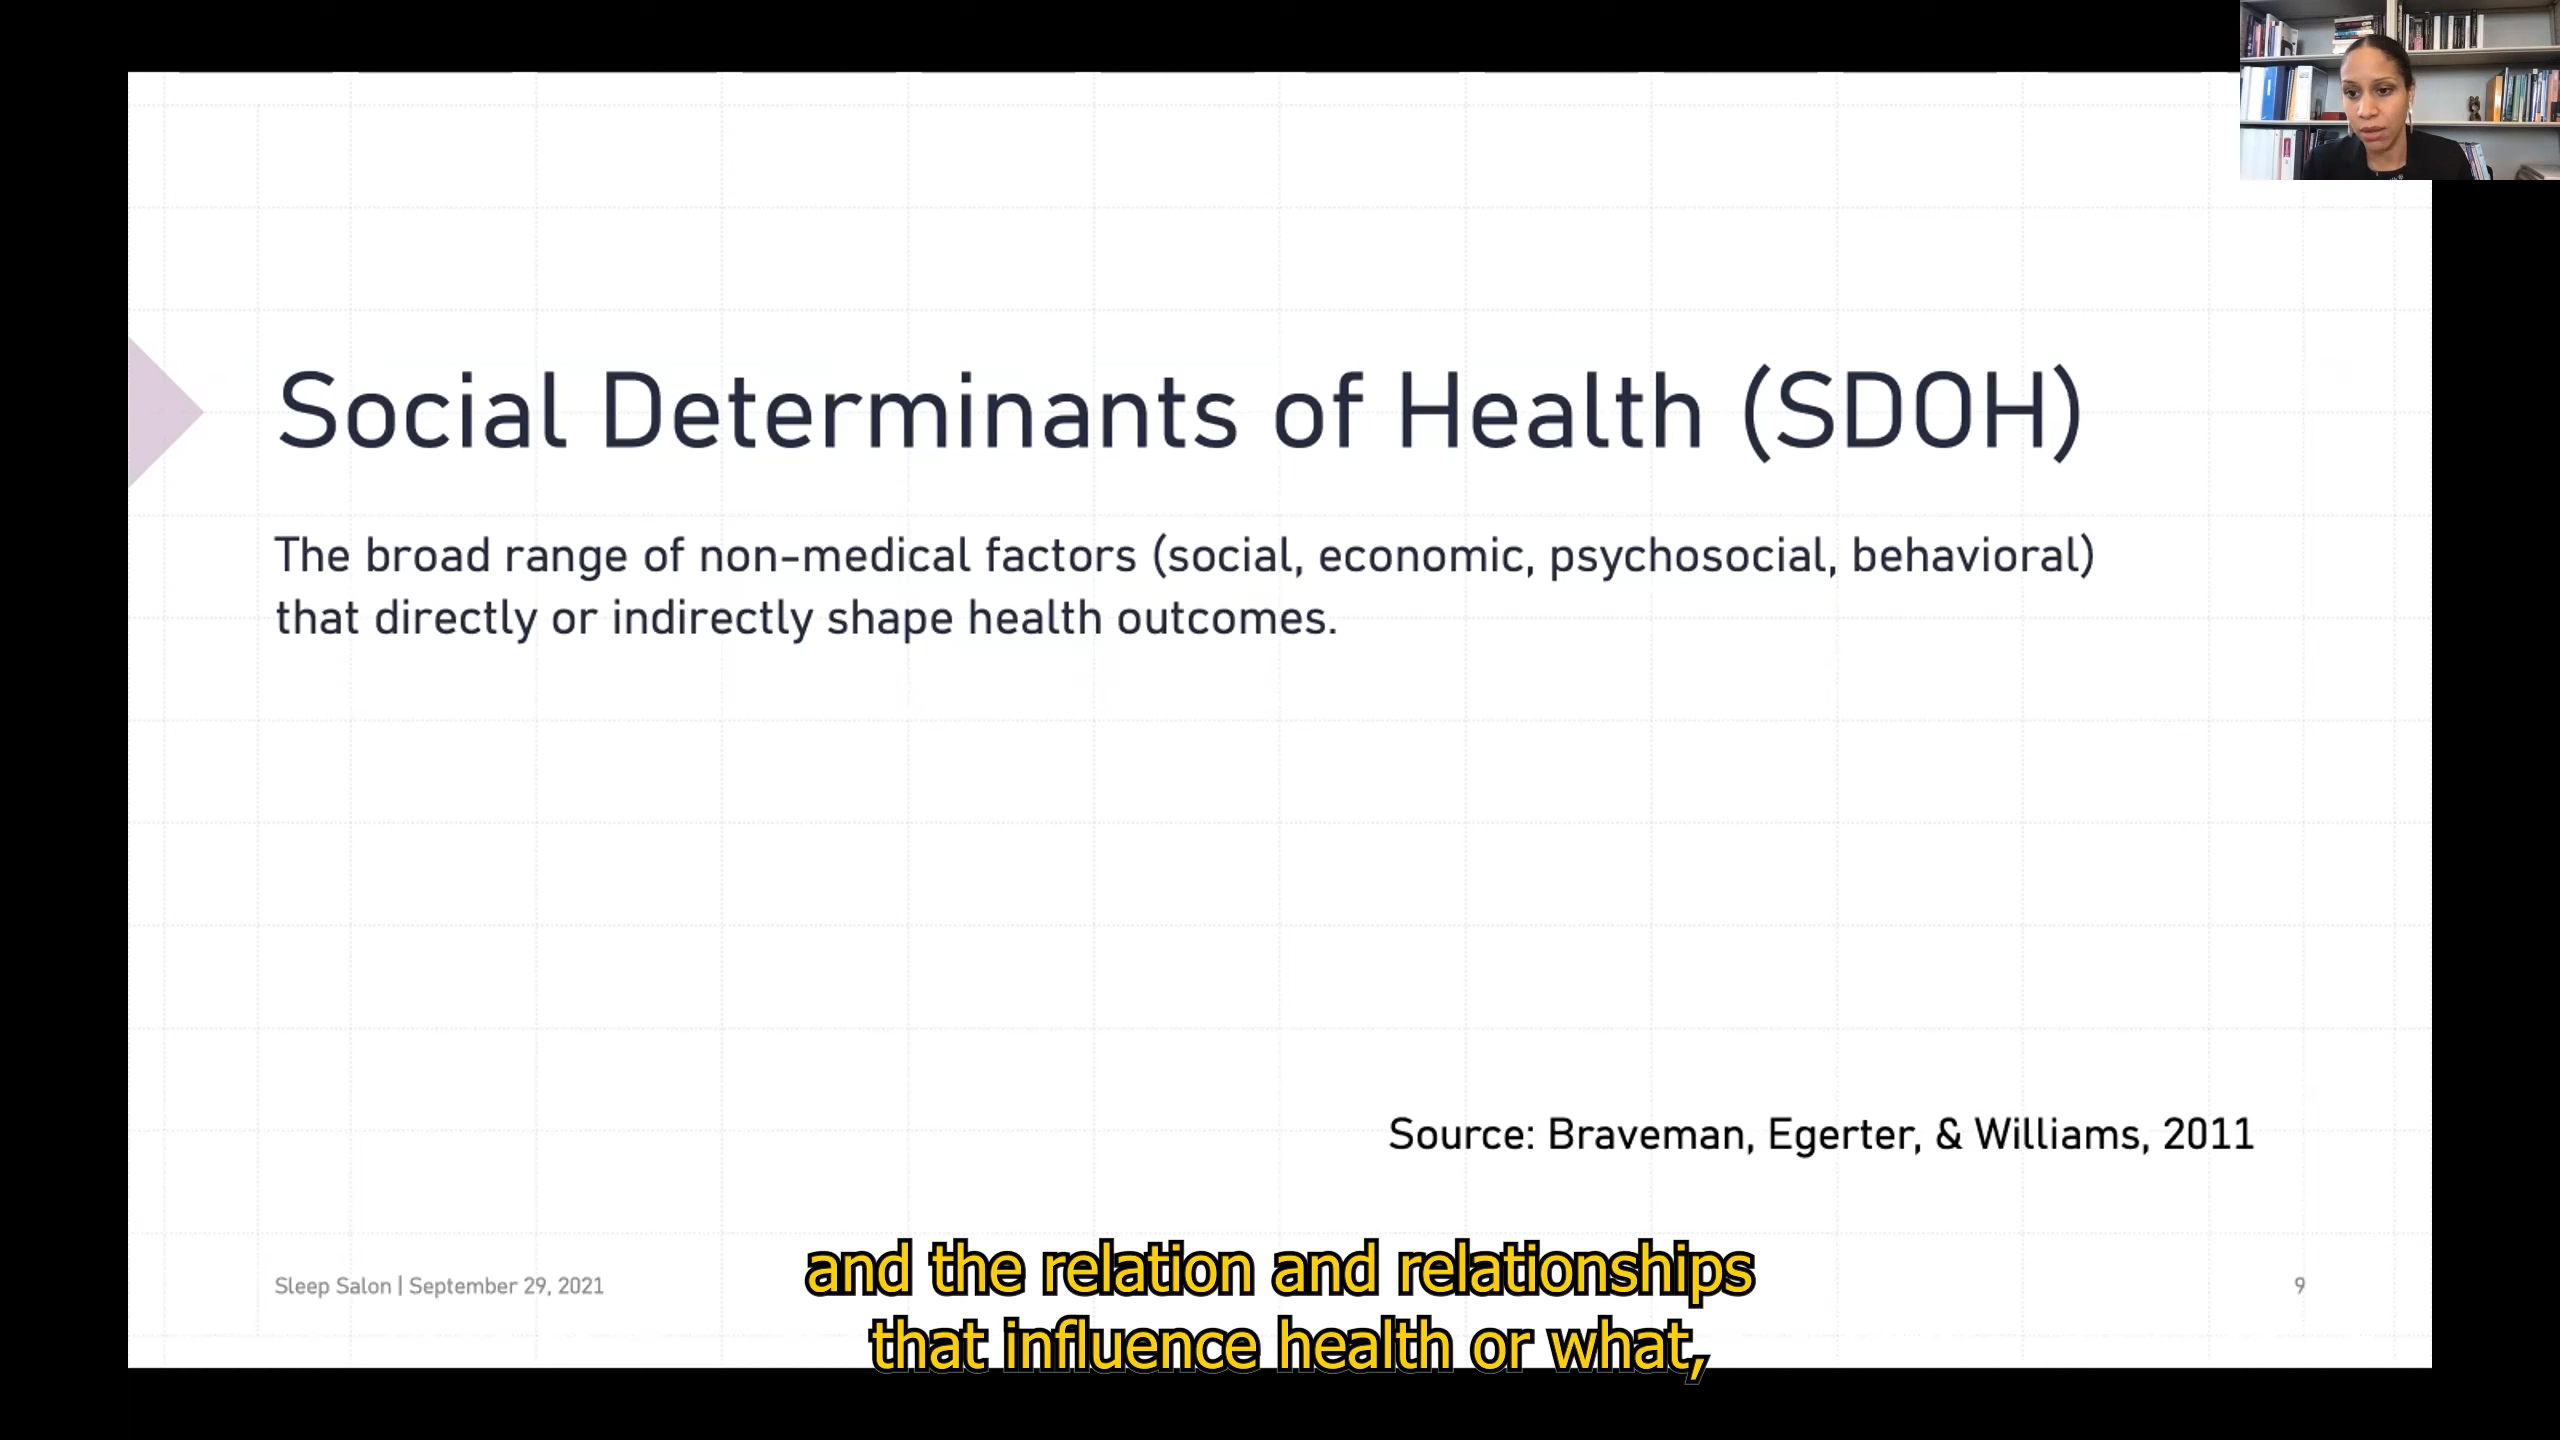 Social Determinants of Health (SDOH)
The broad range of non-medical factors (social, economic, psychosocial, behavioral)
that directly or indirectly shape health outcomes.
Source: Braveman, Egerter, & Williams, 2011
Sleep Salon | September 29, 2021
9
and the relation and relationships
that influence health or what,